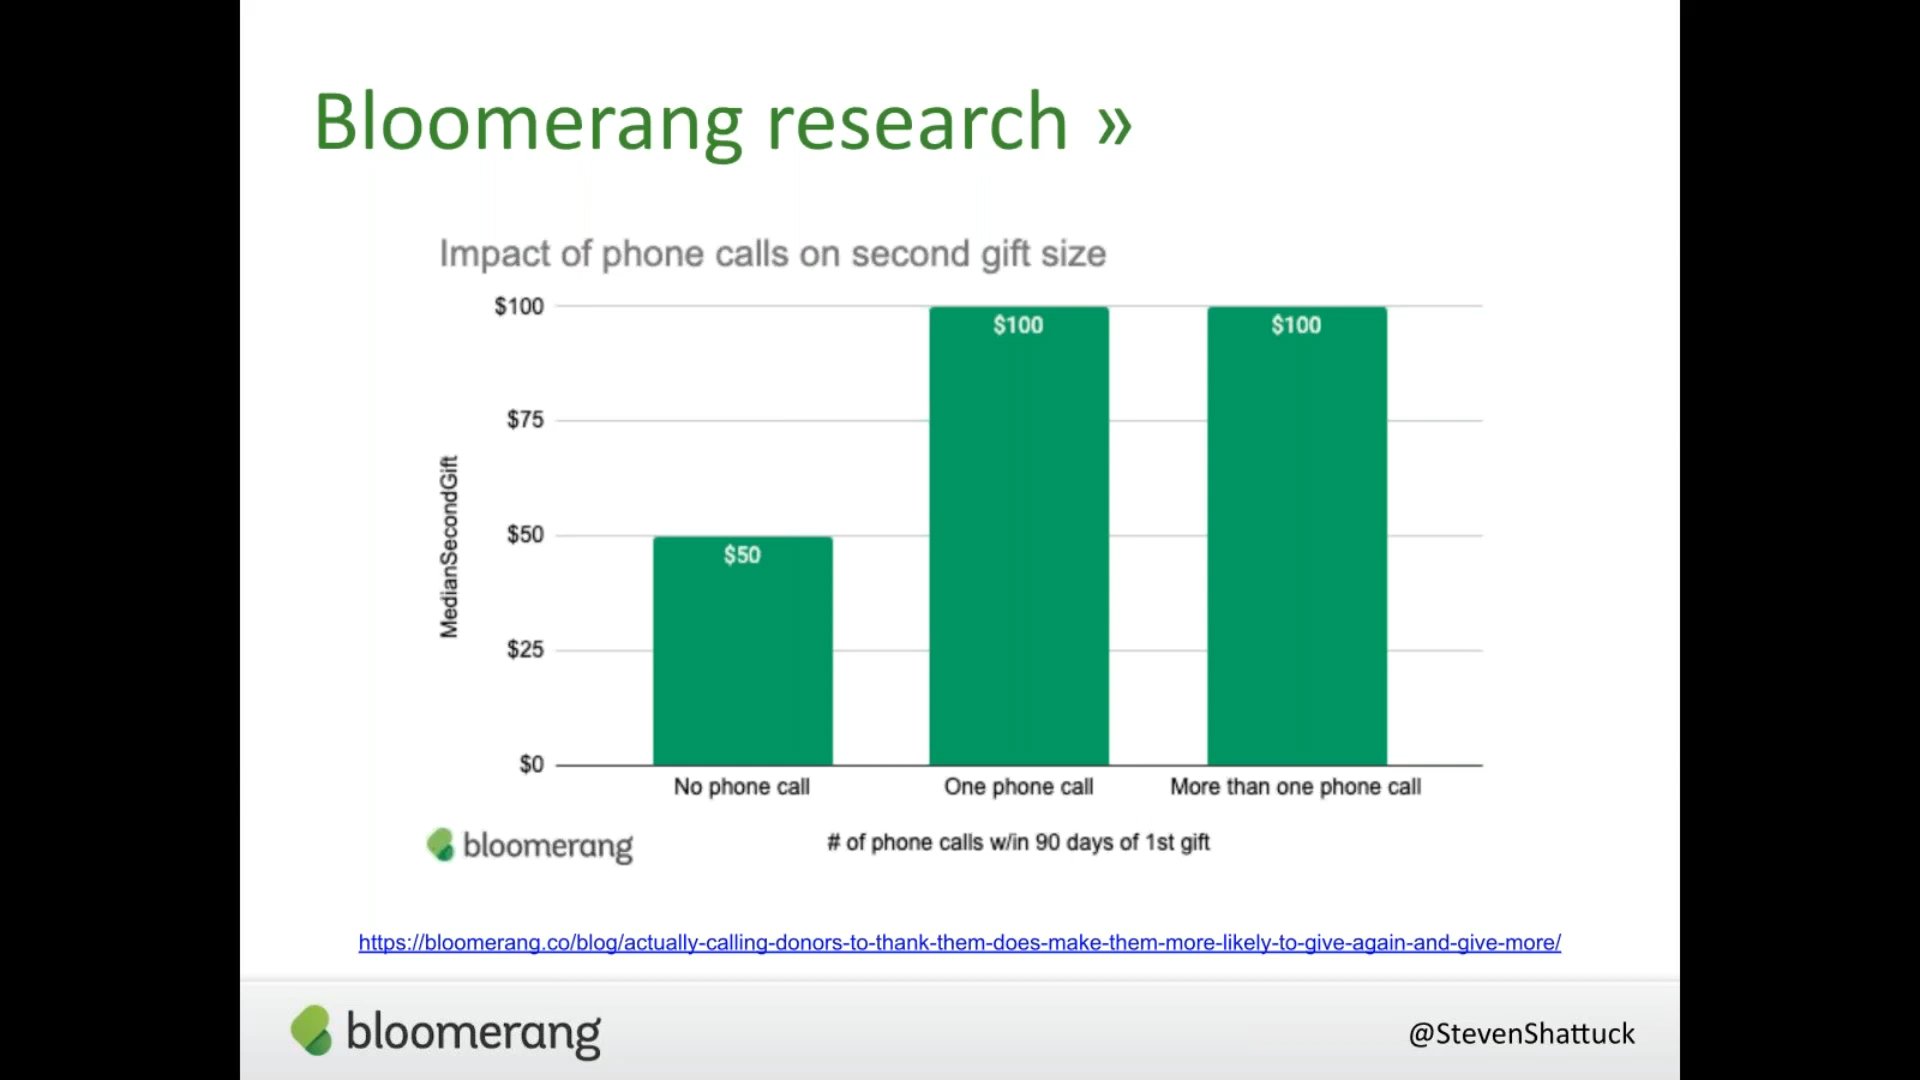 Bloomerang research »
Impact of phone calls on second gift size
$100
$75
$50
$25
$0
MedianSecondGift
$50
$100
$100
No phone call
One phone call
More than one phone call
# of phone calls w/in 90 days of 1st gift
bloomerang
https://bloomerang.co/blog/actually-calling-donors-to-thank-them-does-make-them-more-likely-to-give-again-and-give-more/
bloomerang
@StevenShattuck